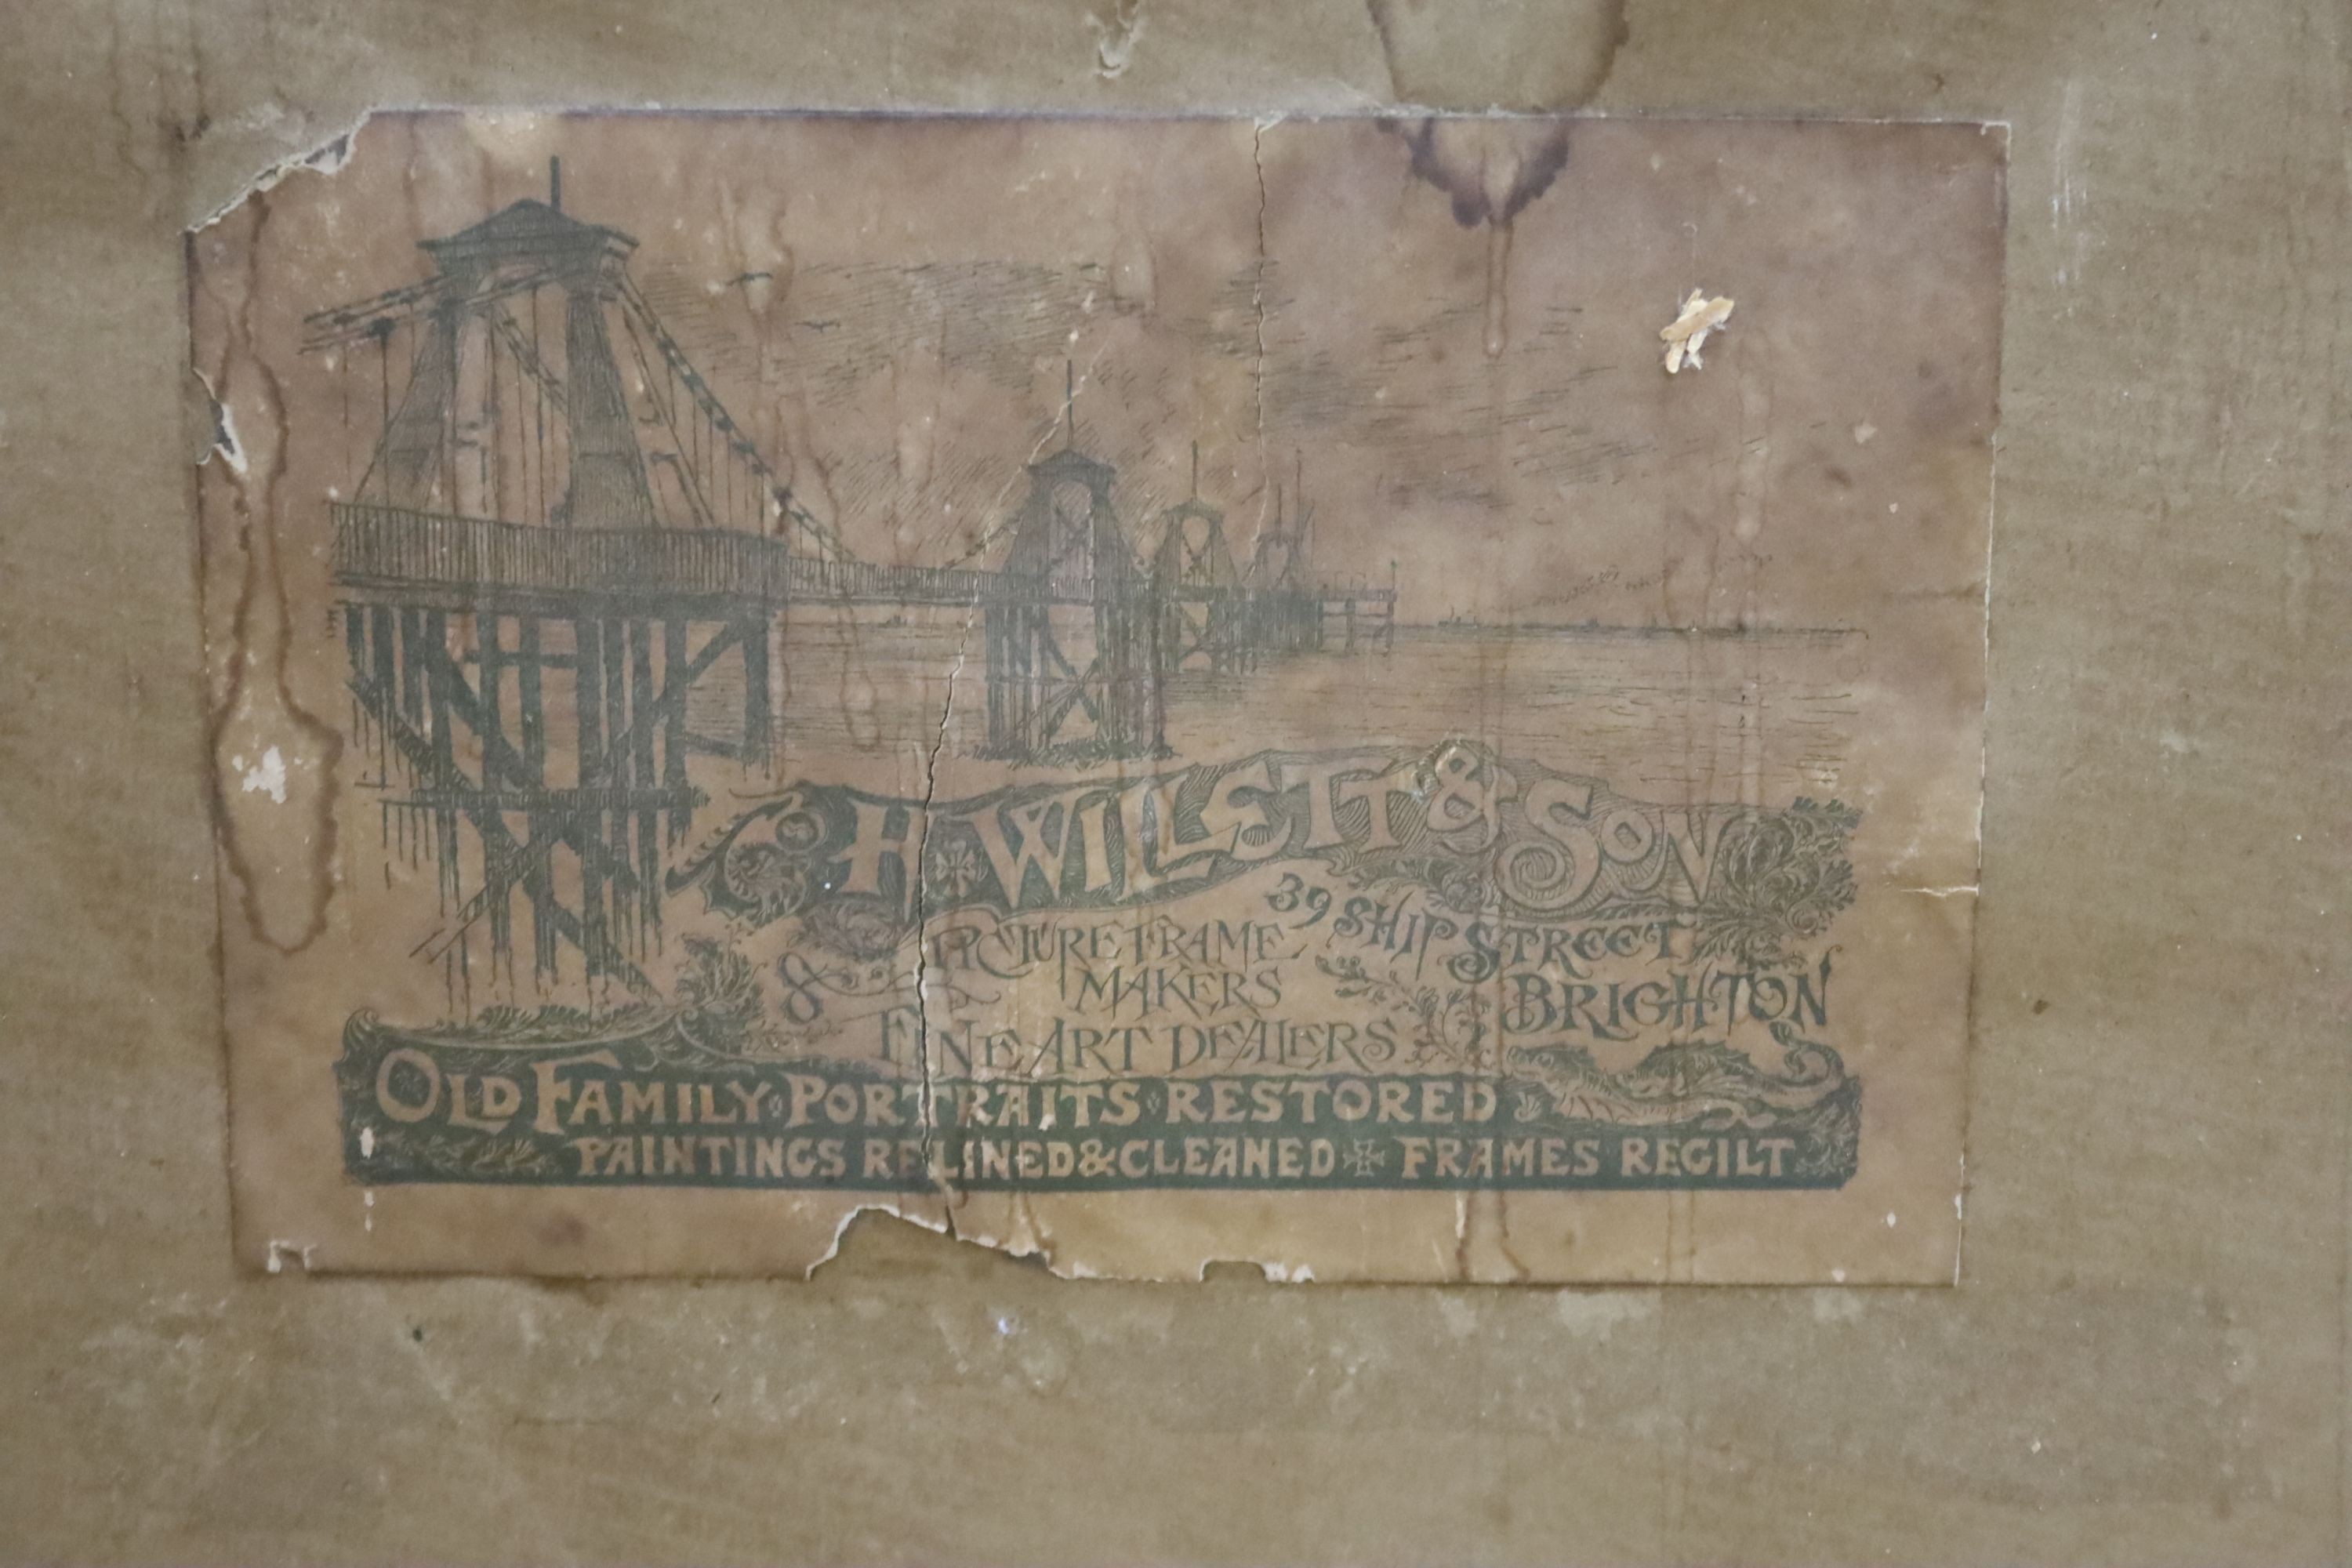 H WILLETT & SON
39 SHIP STREET
BRIGHTON
PICTURE FRAME
MAKERS
&
FINE ART DEALERS
OLD FAMILY PORTRAITS RESTORED
PAINTINGS RELINED & CLEANED FRAMES REGILT